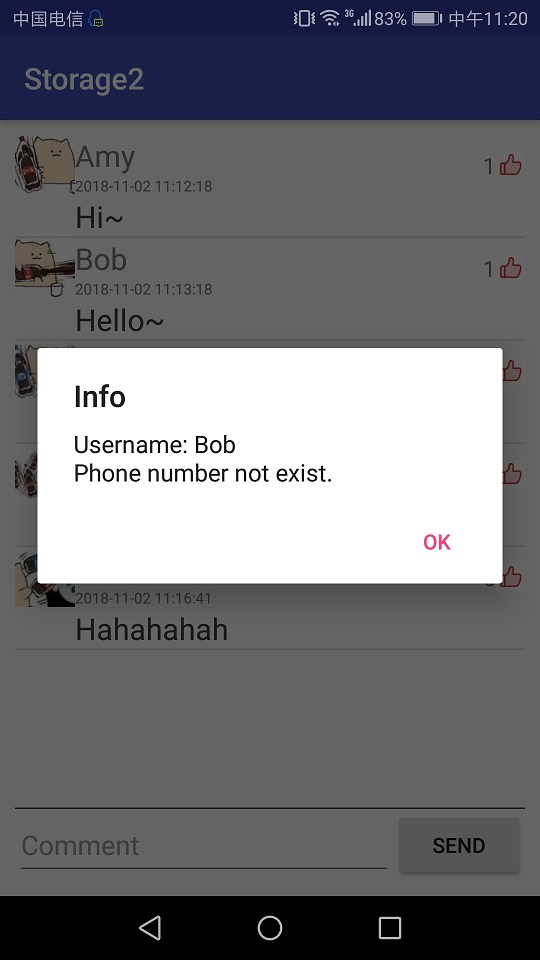 中国电信 3G 83% 中午11:20
Storage2
Amy
1
2018-11-02 11:12:18
Hi~
Bob
1
2018-11-02 11:13:18
Hello~
Info
Username: Bob
Phone number not exist.
OK
2018-11-02 11:16:41
Hahahahah
Comment
SEND